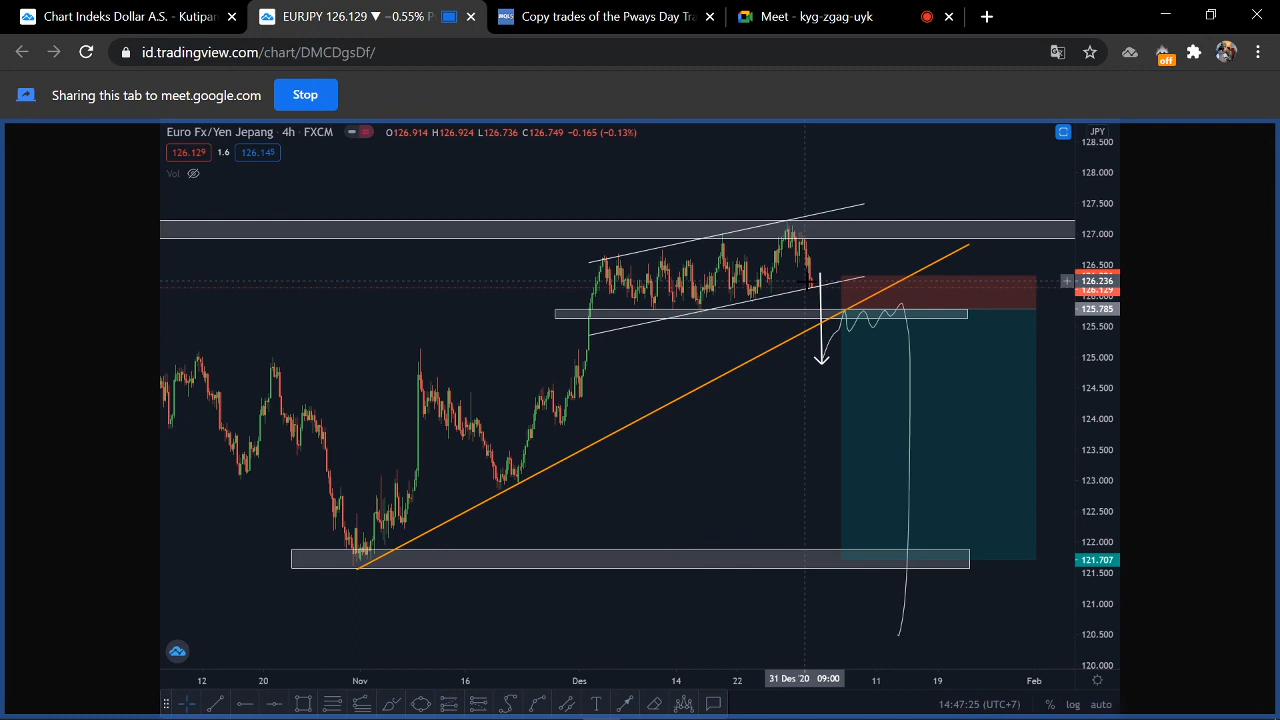 Chart Indeks Dollar A.S. - Kutipan
EURJPY 126.129 ▼ −0.55% P
Copy trades of the Pways Day Tra
Meet - kyg-zgag-uyk
id.tradingview.com/chart/DMCDgsDf/
off
Sharing this tab to meet.google.com
Stop
Euro Fx/Yen Jepang · 4h · FXCM
O126.914 H126.924 L126.736 C126.749 −0.165 (−0.13%)
JPY
126.129 1.6 126.145
Vol
128.500
128.000
127.500
127.000
126.500
126.236
126.129
125.785
125.500
125.000
124.500
124.000
123.500
123.000
122.500
122.000
121.707
121.500
121.000
120.500
120.000
12 20 Nov 16 Des 14 22 31 Des '20 09:00 11 19 Feb
14:47:25 (UTC+7) % log auto